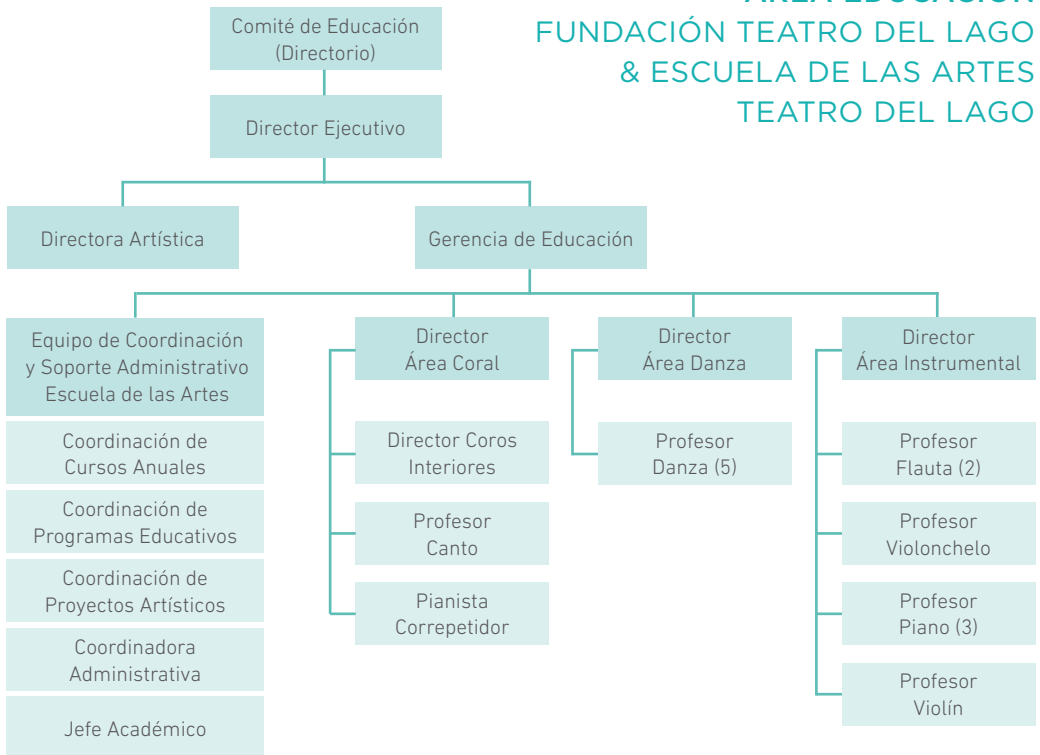 ÁREA EDUCACIÓN
FUNDACIÓN TEATRO DEL LAGO
& ESCUELA DE LAS ARTES
TEATRO DEL LAGO
Comité de Educación
(Directorio)
Director Ejecutivo
Directora Artística
Gerencia de Educación
Equipo de Coordinación
y Soporte Administrativo
Escuela de las Artes
Coordinación de
Cursos Anuales
Coordinación de
Programas Educativos
Coordinación de
Proyectos Artísticos
Coordinadora
Administrativa
Jefe Académico
Director
Área Coral
Director Coros
Interiores
Profesor
Canto
Pianista
Correpetidor
Director
Área Danza
Profesor
Danza (5)
Director
Área Instrumental
Profesor
Flauta (2)
Profesor
Violonchelo
Profesor
Piano (3)
Profesor
Violín